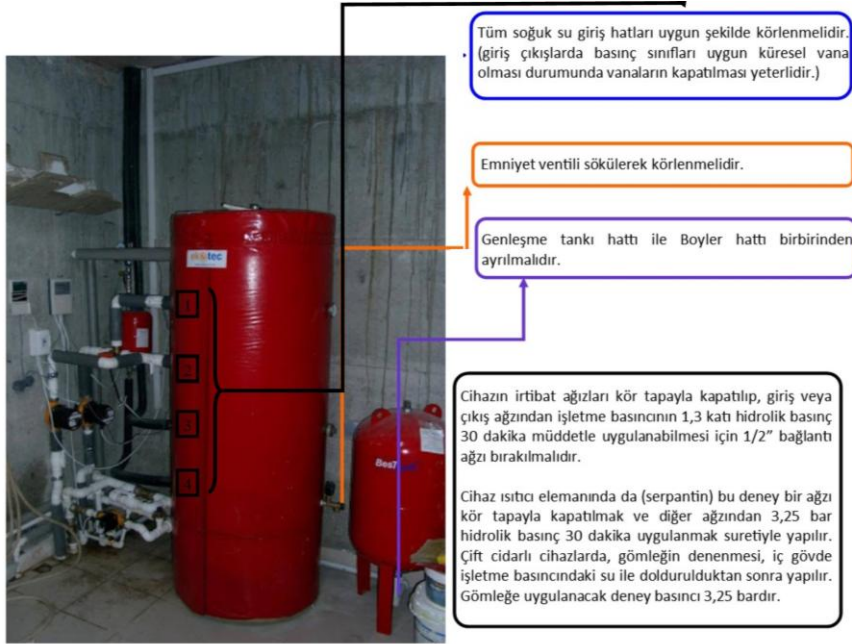 Tüm soğuk su giriş hatları uygun şekilde körlenmelidir.
(giriş çıkışlarda basınç sınıfları uygun küresel vana
olması durumunda vanaların kapatılması yeterlidir.)
Emniyet ventili sökülerek körlenmelidir.
Genleşme tankı hattı ile Boyler hattı birbirinden
ayrılmalıdır.
1
2
3
4
Cihazın irtibat ağızları kör tapayla kapatılıp, giriş veya
çıkış ağzından işletme basıncının 1,3 katı hidrolik basınç
30 dakika müddetle uygulanabilmesi için 1/2” bağlantı
ağzı bırakılmalıdır.
Cihaz ısıtıcı elemanında da (serpantin) bu deney bir ağzı
kör tapayla kapatılmak ve diğer ağzından 3,25 bar
hidrolik basınç 30 dakika uygulanmak suretiyle yapılır.
Çift cidarlı cihazlarda, gömleğin denenmesi, iç gövde
işletme basıncındaki su ile doldurulduktan sonra yapılır.
Gömleğe uygulanacak deney basıncı 3,25 bardır.